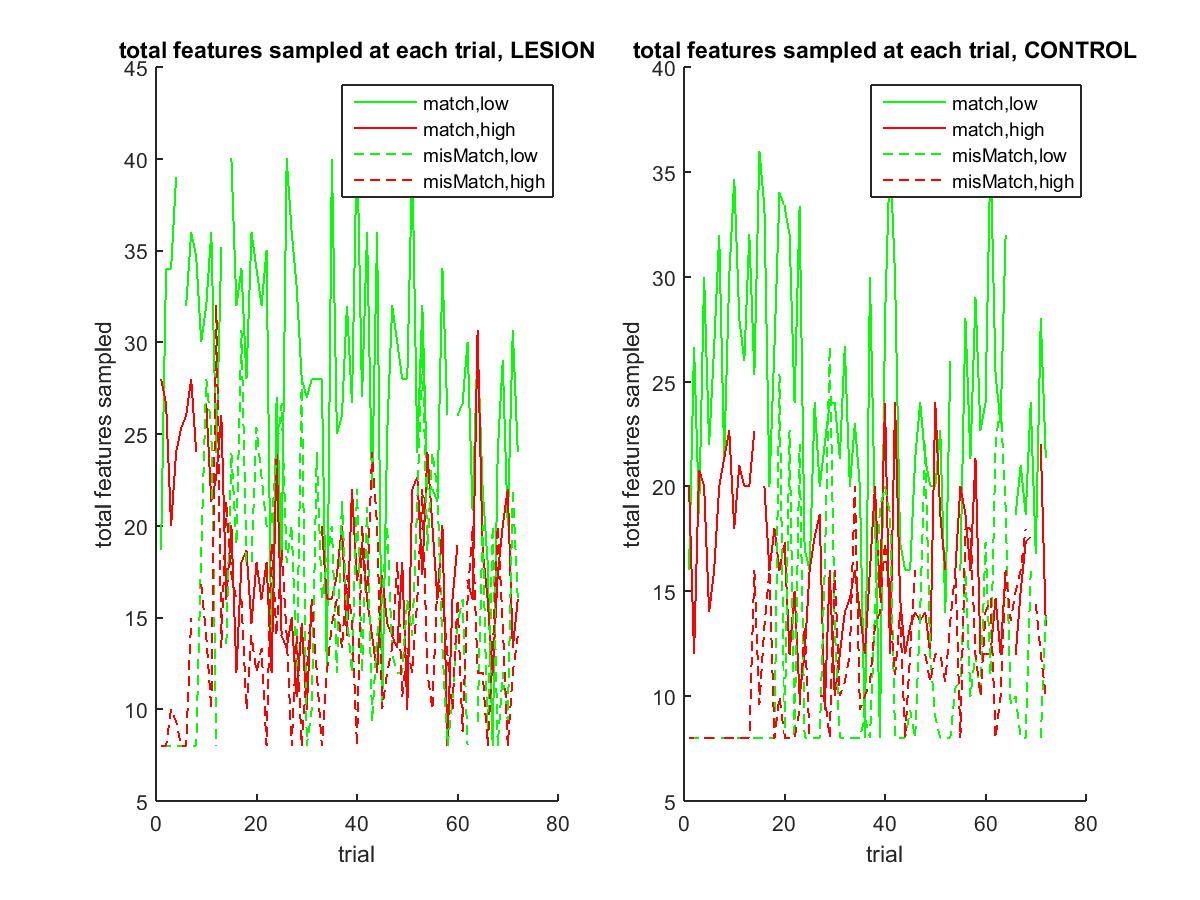 total features sampled at each trial, LESION
45
40
35
30
25
20
15
10
5
total features sampled
0
20
40
60
80
trial
match,low
match,high
misMatch,low
misMatch,high
total features sampled at each trial, CONTROL
40
35
30
25
20
15
10
5
total features sampled
0
20
40
60
80
trial
match,low
match,high
misMatch,low
misMatch,high